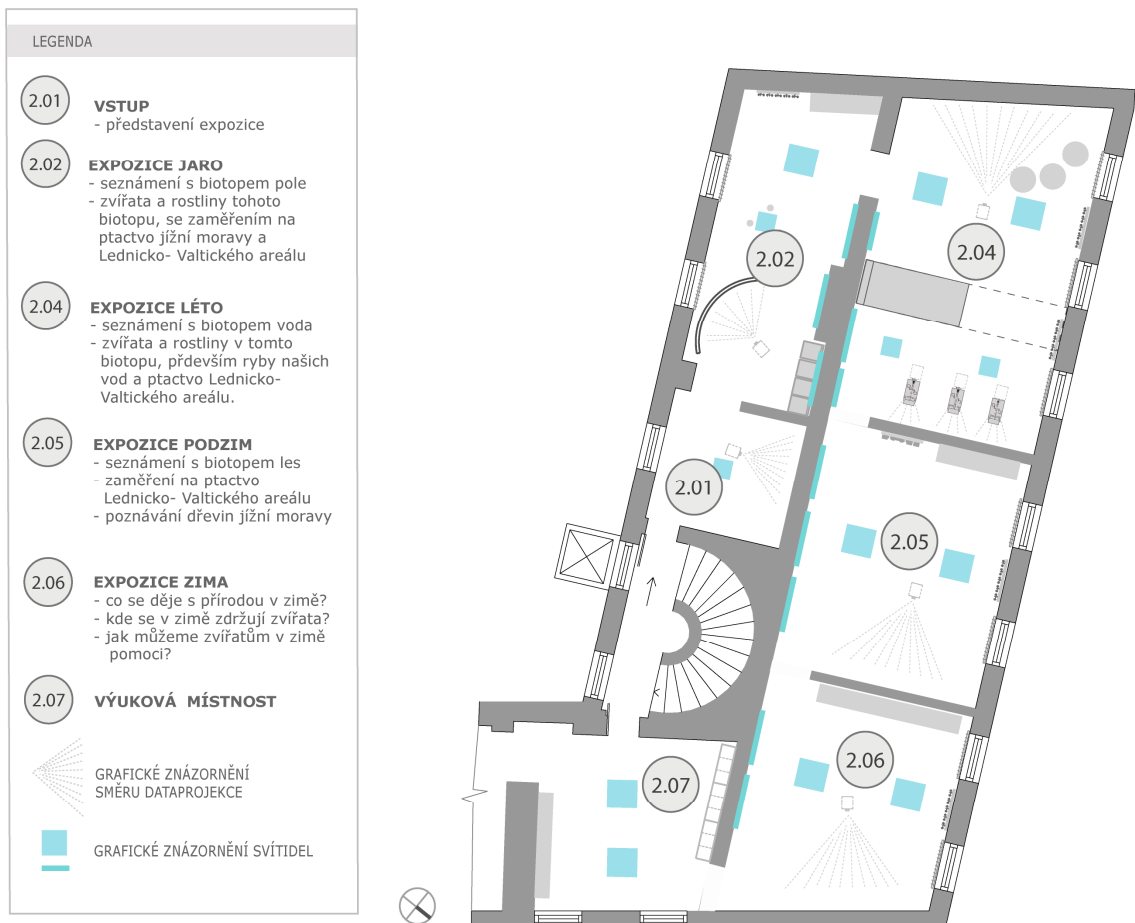 LEGENDA
2.01
VSTUP
- představení expozice
2.02
EXPOZICE JARO
- seznámení s biotopem pole
- zvířata a rostliny tohoto
biotopu, se zaměřením na
ptactvo jížní moravy a
Lednicko- Valtického areálu
2.04
EXPOZICE LÉTO
- seznámení s biotopem voda
- zvířata a rostliny v tomto
biotopu, př́devším ryby našich
vod a ptactvo Lednicko-
Valtického areálu.
2.05
EXPOZICE PODZIM
- seznámení s biotopem les
- zaměření na ptactvo
Lednicko- Valtického areálu
- poznávání dřevin jížní moravy
2.06
EXPOZICE ZIMA
- co se děje s přírodou v zimě?
- kde se v zimě zdržují zvířata?
- jak můžeme zvířatům v zimě
pomoci?
2.07
VÝUKOVÁ MÍSTNOST
GRAFICKÉ ZNÁZORNĚNÍ
SMĚRU DATAPROJEKCE
GRAFICKÉ ZNÁZORNĚNÍ SVÍTIDEL
2.02
2.04
2.01
2.05
2.07
2.06